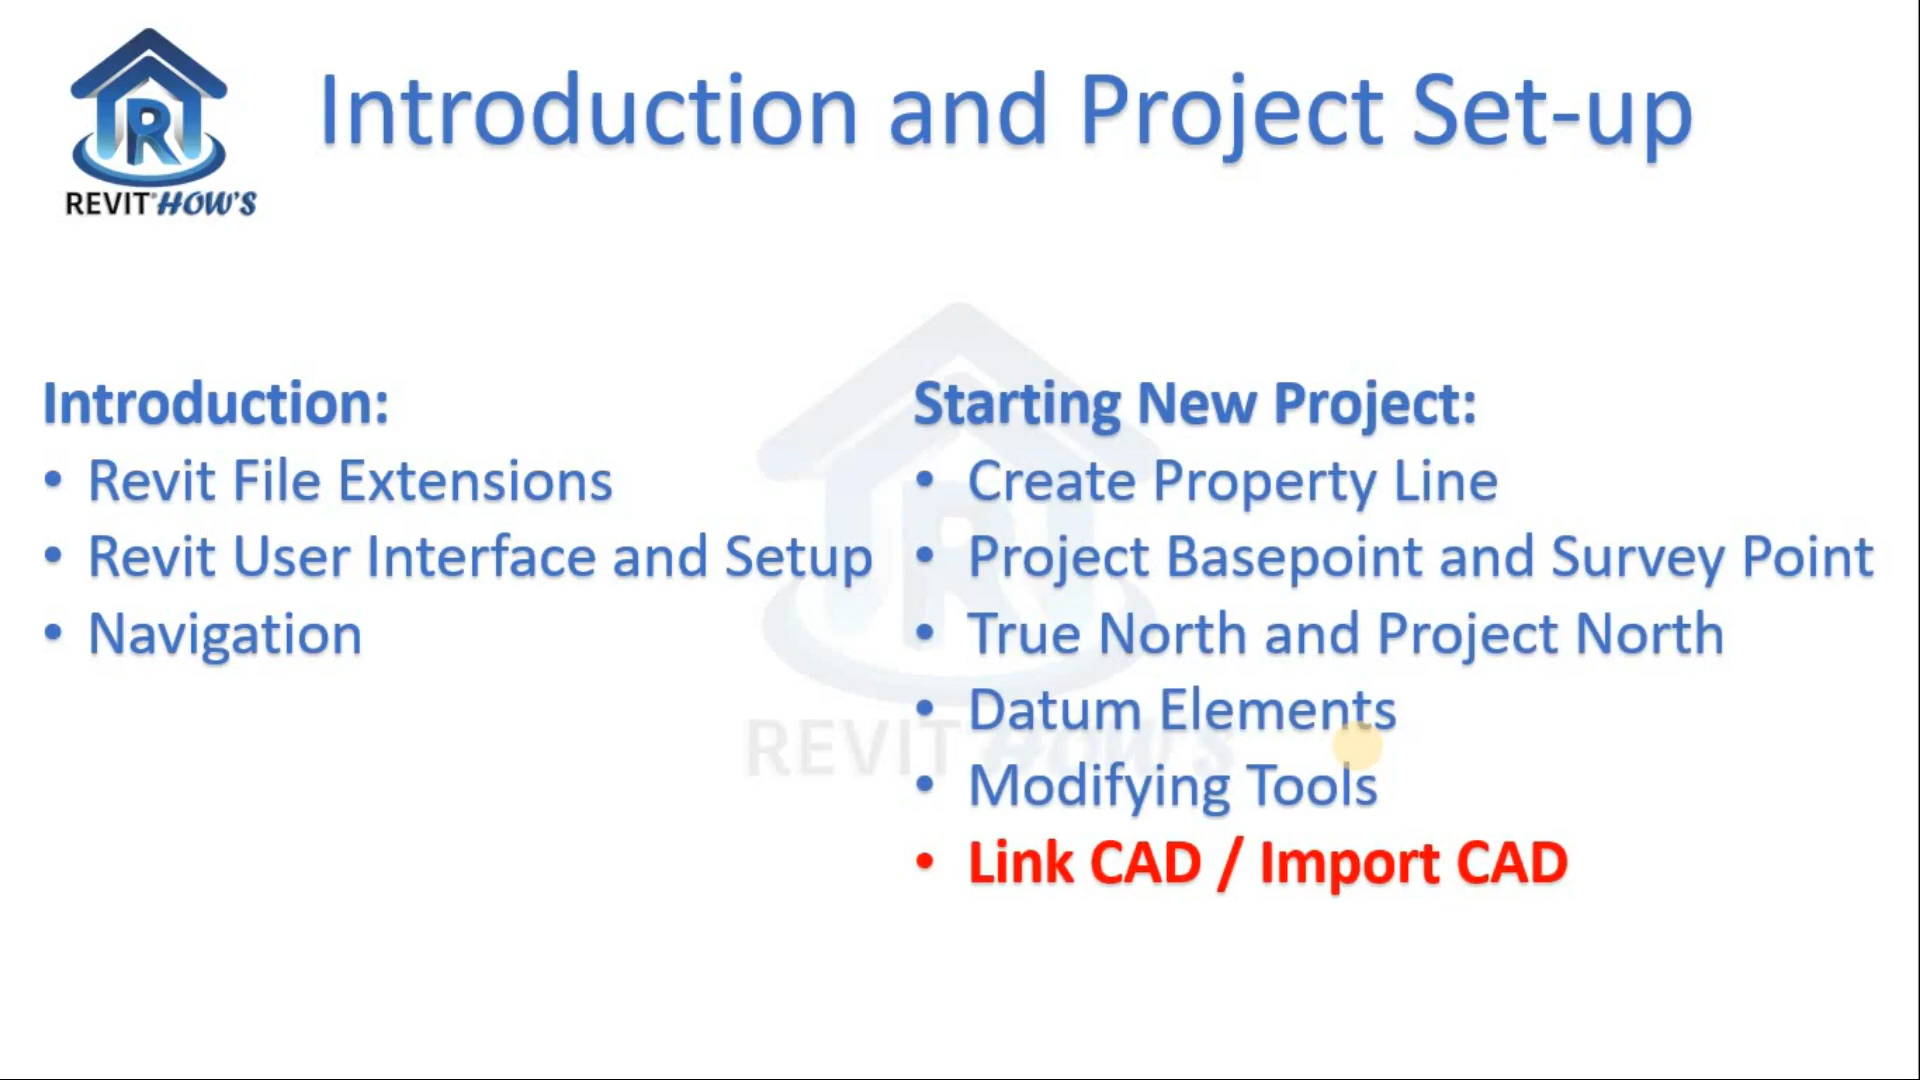 REVIT HOW'S
Introduction and Project Set-up
Introduction:
• Revit File Extensions
• Revit User Interface and Setup
• Navigation
Starting New Project:
• Create Property Line
• Project Basepoint and Survey Point
• True North and Project North
• Datum Elements
• Modifying Tools
• Link CAD / Import CAD
REVIT HOW'S